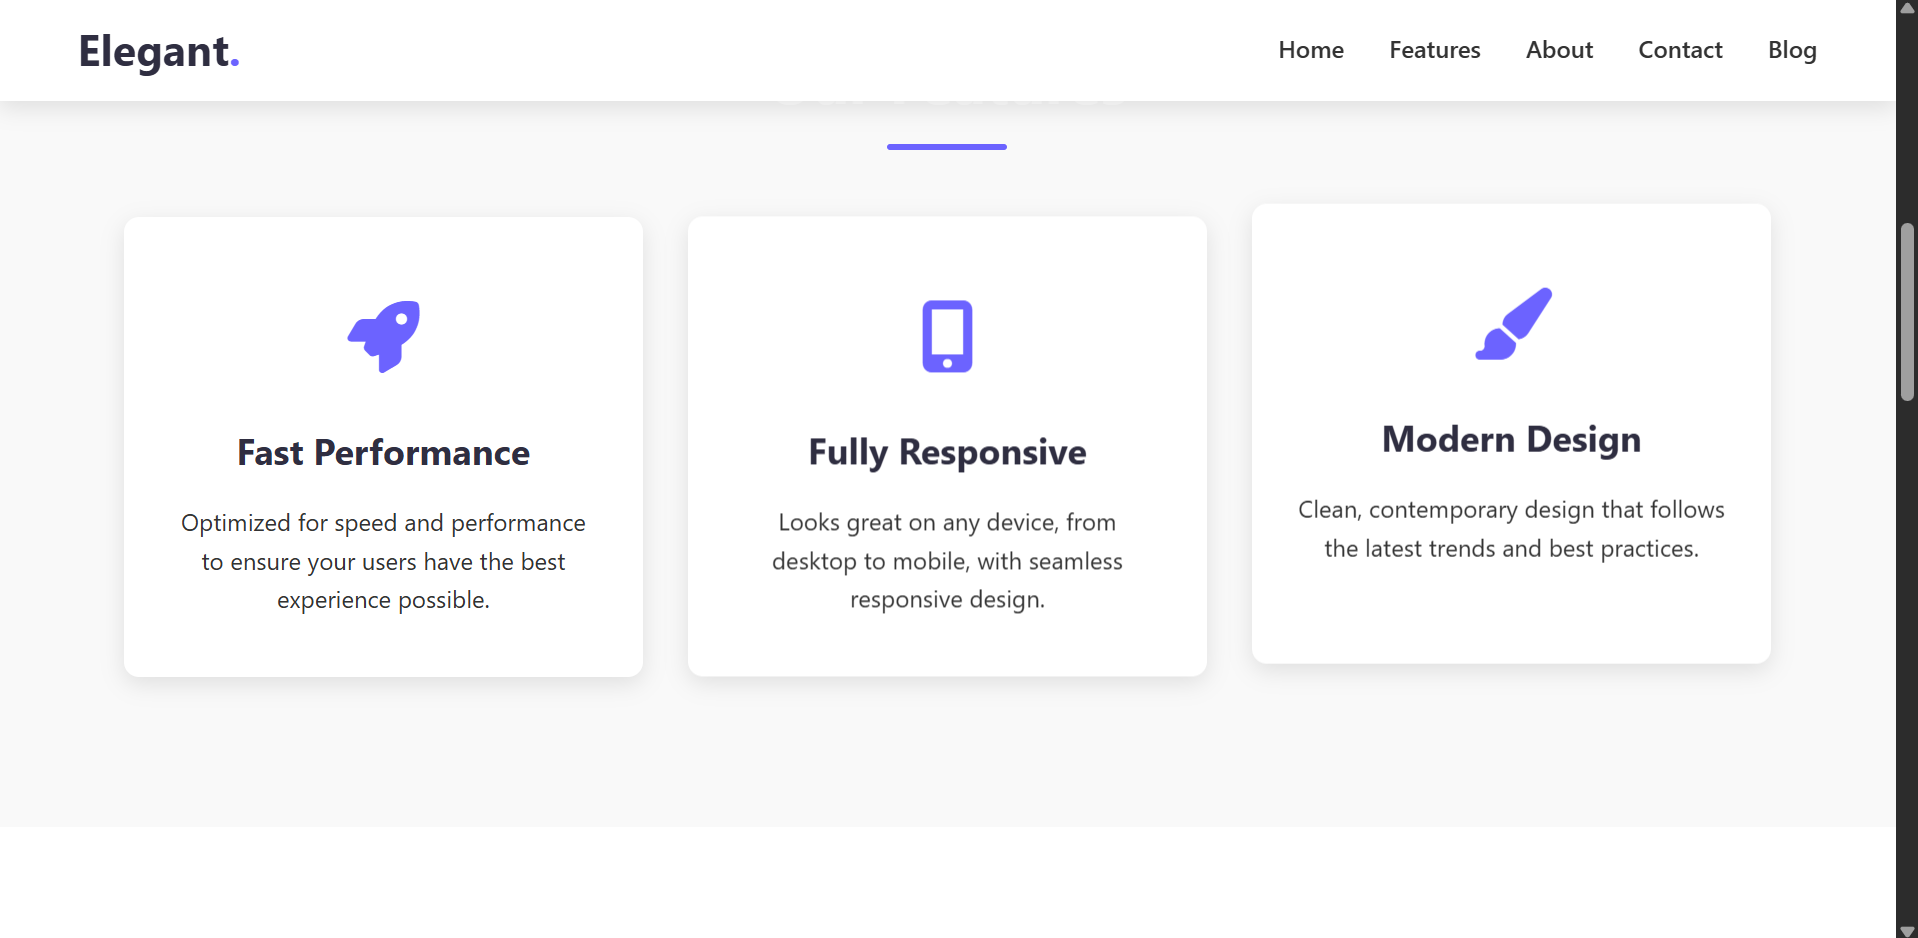 Elegant.
Home Features About Contact Blog
Fast Performance
Optimized for speed and performance
to ensure your users have the best
experience possible.
Fully Responsive
Looks great on any device, from
desktop to mobile, with seamless
responsive design.
Modern Design
Clean, contemporary design that follows
the latest trends and best practices.